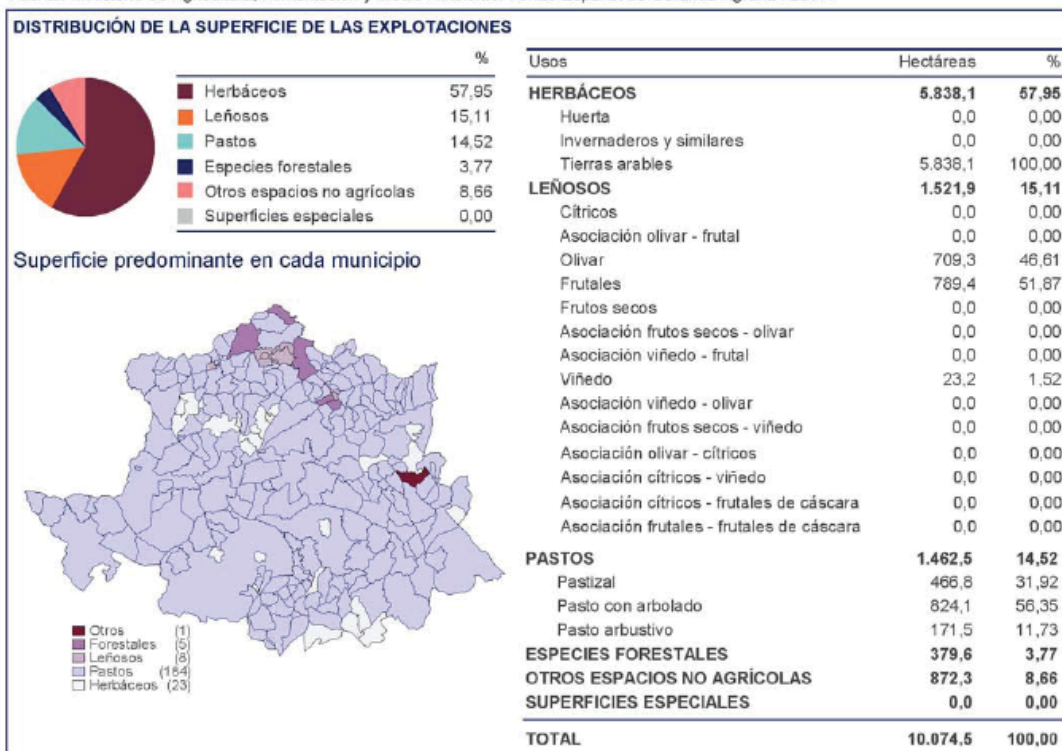 DISTRIBUCIÓN DE LA SUPERFICIE DE LAS EXPLOTACIONES
%
Herbáceos 57,95
Leñosos 15,11
Pastos 14,52
Especies forestales 3,77
Otros espacios no agrícolas 8,66
Superficies especiales 0,00
Superficie predominante en cada municipio
Otros (1)
Forestales (5)
Leñosos (8)
Pastos (184)
Herbáceos (23)
Usos Hectáreas %
HERBÁCEOS 5.838,1 57,95
Huerta 0,0 0,00
Invernaderos y similares 0,0 0,00
Tierras arables 5.838,1 100,00
LEÑOSOS 1.521,9 15,11
Cítricos 0,0 0,00
Asociación olivar - frutal 0,0 0,00
Olivar 709,3 46,61
Frutales 789,4 51,87
Frutos secos 0,0 0,00
Asociación frutos secos - olivar 0,0 0,00
Asociación viñedo - frutal 0,0 0,00
Viñedo 23,2 1,52
Asociación viñedo - olivar 0,0 0,00
Asociación frutos secos - viñedo 0,0 0,00
Asociación olivar - cítricos 0,0 0,00
Asociación cítricos - viñedo 0,0 0,00
Asociación cítricos - frutales de cáscara 0,0 0,00
Asociación frutales - frutales de cáscara 0,0 0,00
PASTOS 1.462,5 14,52
Pastizal 466,8 31,92
Pasto con arbolado 824,1 56,35
Pasto arbustivo 171,5 11,73
ESPECIES FORESTALES 379,6 3,77
OTROS ESPACIOS NO AGRÍCOLAS 872,3 8,66
SUPERFICIES ESPECIALES 0,0 0,00
TOTAL 10.074,5 100,00